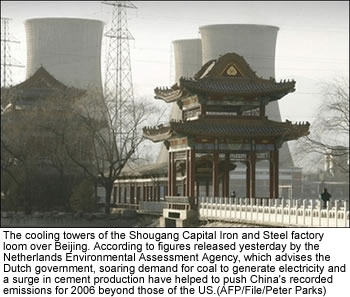 The cooling towers of the Shougang Capital Iron and Steel factory
loom over Beijing. According to figures released yesterday by the
Netherlands Environmental Assessment Agency, which advises the
Dutch government, soaring demand for coal to generate electricity and
a surge in cement production have helped to push China's recorded
emissions for 2006 beyond those of the US.(AFP/File/Peter Parks)